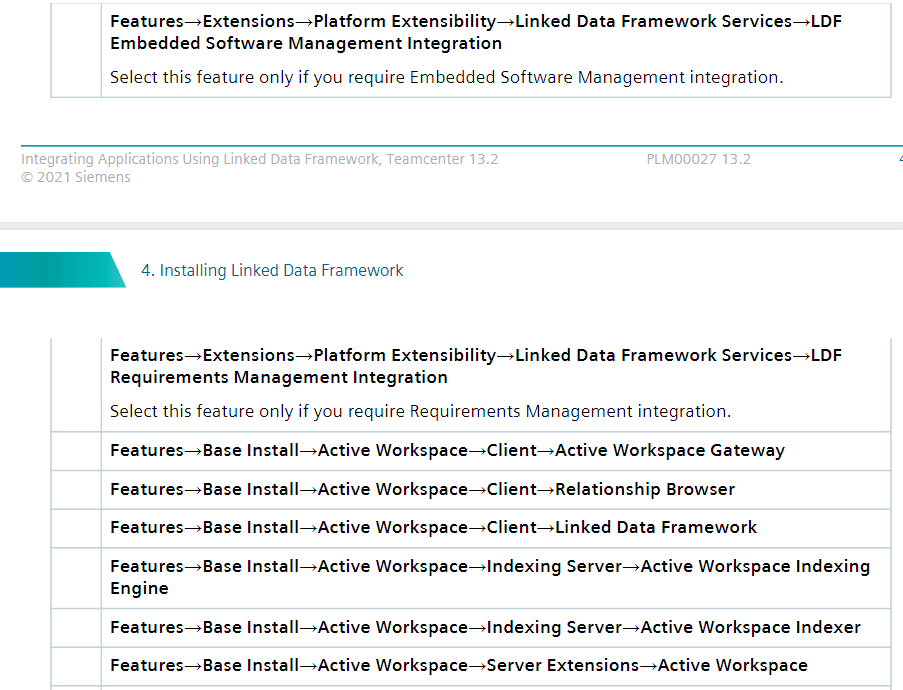 Features→Extensions→Platform Extensibility→Linked Data Framework Services→LDF
Embedded Software Management Integration
Select this feature only if you require Embedded Software Management integration.
Integrating Applications Using Linked Data Framework, Teamcenter 13.2 PLM00027 13.2
© 2021 Siemens
4. Installing Linked Data Framework
Features→Extensions→Platform Extensibility→Linked Data Framework Services→LDF
Requirements Management Integration
Select this feature only if you require Requirements Management integration.
Features→Base Install→Active Workspace→Client→Active Workspace Gateway
Features→Base Install→Active Workspace→Client→Relationship Browser
Features→Base Install→Active Workspace→Client→Linked Data Framework
Features→Base Install→Active Workspace→Indexing Server→Active Workspace Indexing
Engine
Features→Base Install→Active Workspace→Indexing Server→Active Workspace Indexer
Features→Base Install→Active Workspace→Server Extensions→Active Workspace